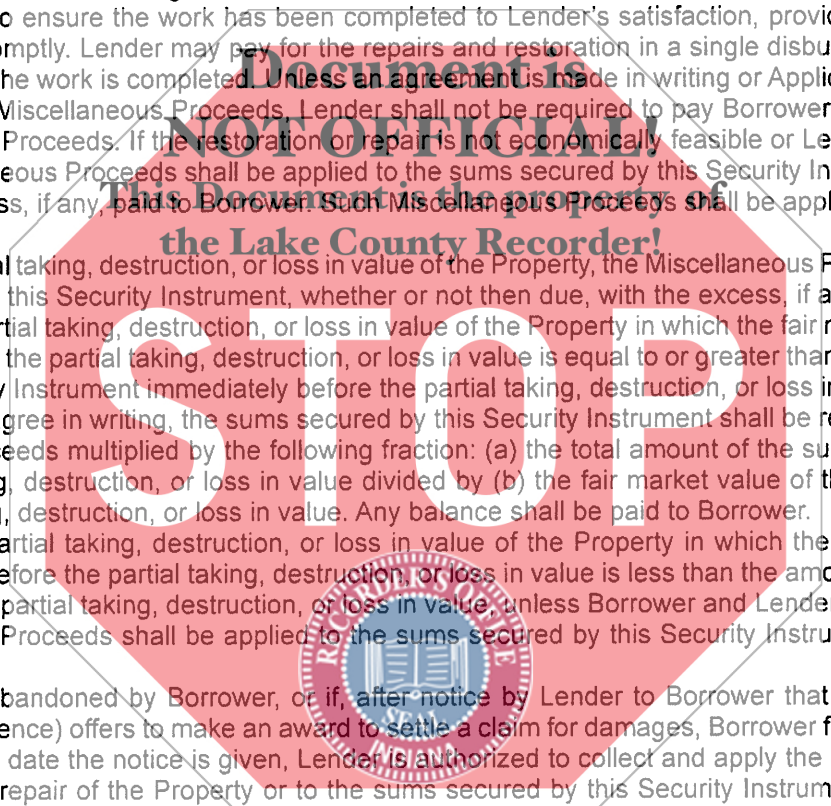 o ensure the work has been completed to Lender's satisfaction, provid
omptly. Lender may pay for the repairs and restoration in a single disbu
Document is
he work is completed. Unless an agreement is made in writing or Applic
Miscellaneous Proceeds, Lender shall not be required to pay Borrower
NOT OFFICIAL!
Proceeds. If the restoration or repair is not economically feasible or Le
eous Proceeds shall be applied to the sums secured by this Security In
This Document is the property of
ss, if any, paid to Borrower. Such Miscellaneous Proceeds shall be appl
the Lake County Recorder!
l taking, destruction, or loss in value of the Property, the Miscellaneous P
this Security Instrument, whether or not then due, with the excess, if a
rtial taking, destruction, or loss in value of the Property in which the fair m
the partial taking, destruction, or loss in value is equal to or greater than
y Instrument immediately before the partial taking, destruction, or loss in
gree in writing, the sums secured by this Security Instrument shall be re
STOP
eeds multiplied by the following fraction: (a) the total amount of the su
g, destruction, or loss in value divided by (b) the fair market value of th
, destruction, or loss in value. Any balance shall be paid to Borrower.
artial taking, destruction, or loss in value of the Property in which the
efore the partial taking, destruction, or loss in value is less than the amo
partial taking, destruction, or loss in value, unless Borrower and Lende
Proceeds shall be applied to the sums secured by this Security Instru
RECORDER'S OFFICE
bandoned by Borrower, or if, after notice by Lender to Borrower that
SEAL
ence) offers to make an award to settle a claim for damages, Borrower f
INDIANA
date the notice is given, Lender is authorized to collect and apply the
repair of the Property or to the sums secured by this Security Instrum